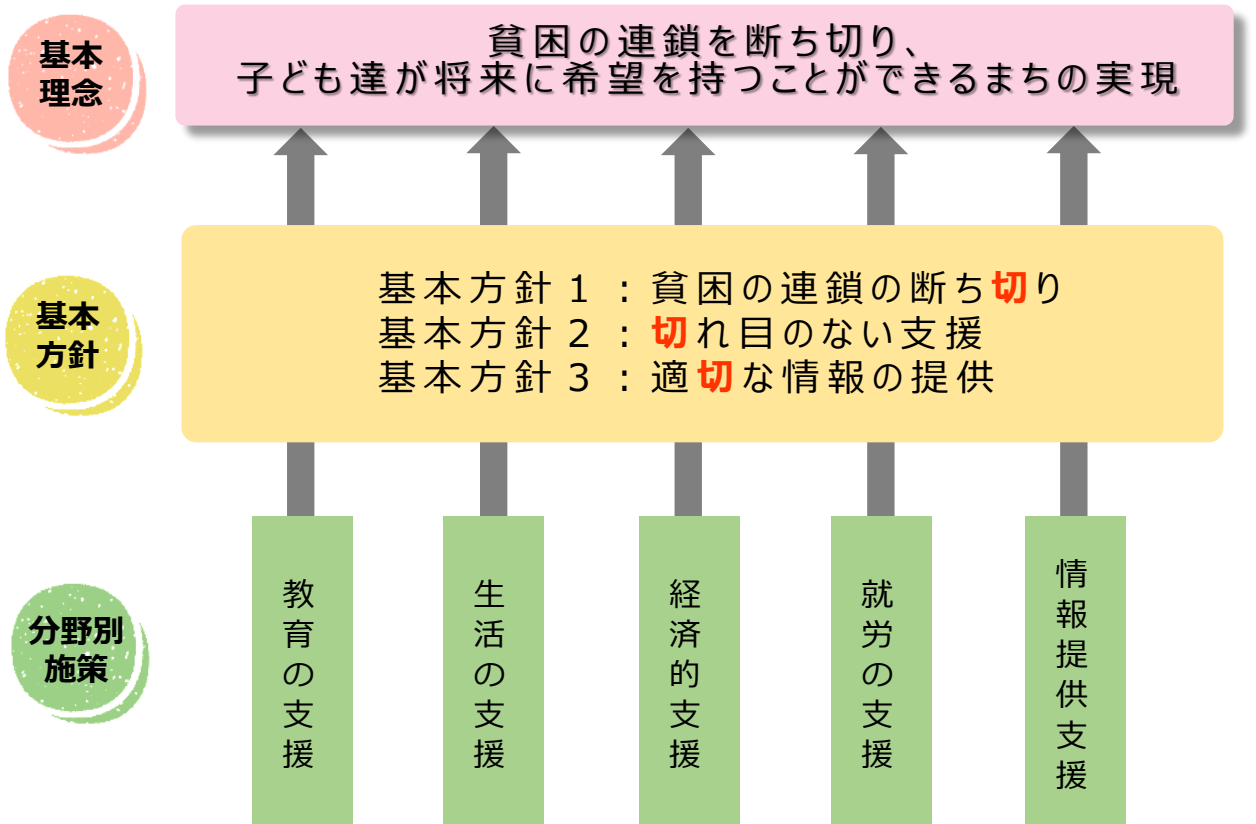 基本
理念
貧困の連鎖を断ち切り、
子ども達が将来に希望を持つことができるまちの実現
基本
方針
基本方針1:貧困の連鎖の断ち切り
基本方針2:切れ目のない支援
基本方針3:適切な情報の提供
分野別
施策
教育の支援
生活の支援
経済的支援
就労の支援
情報提供支援